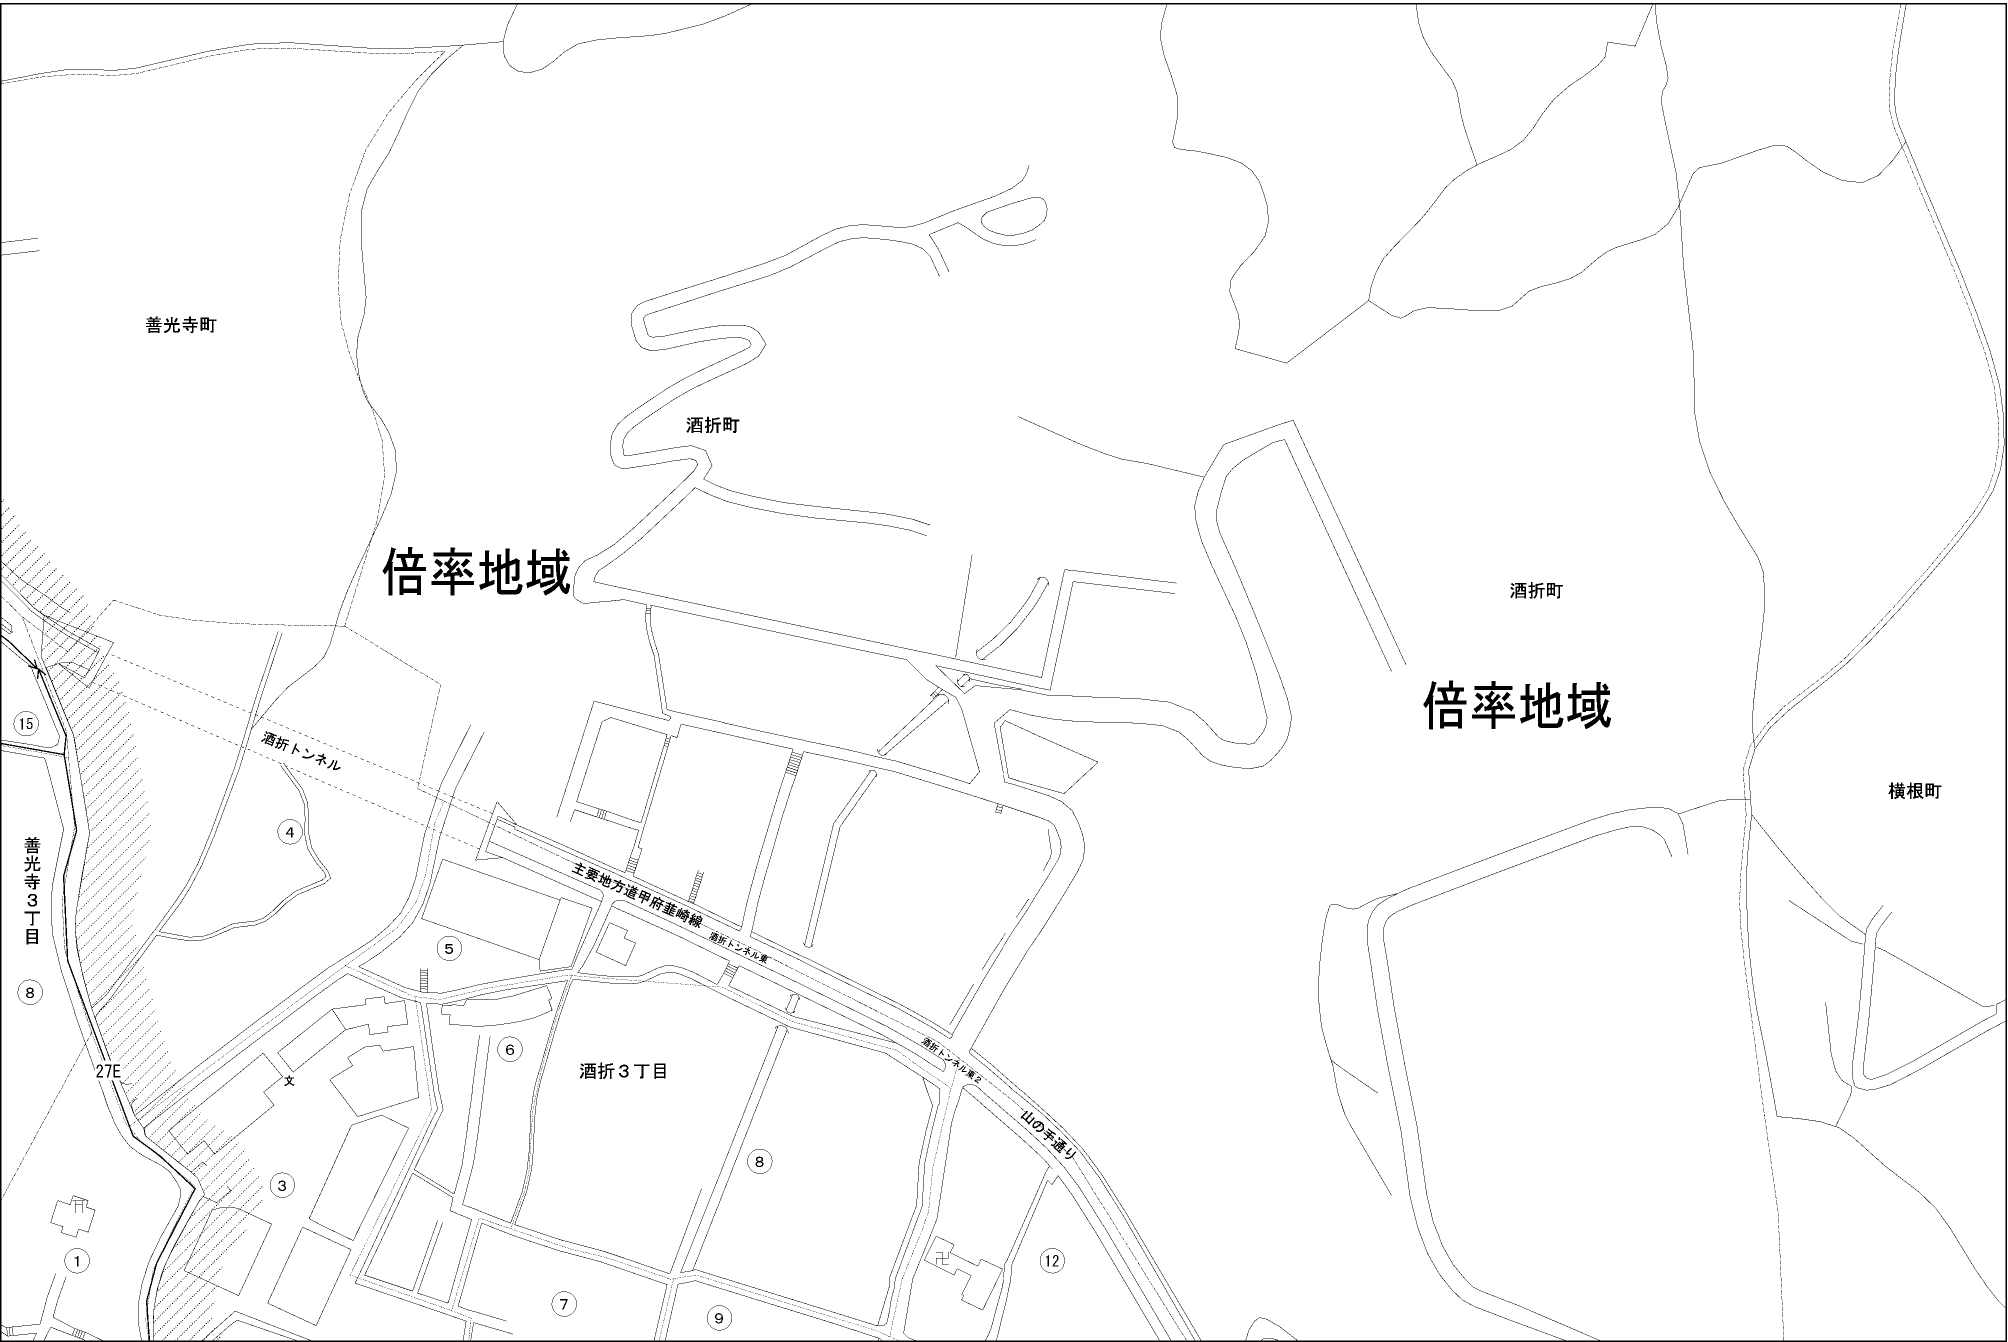 善光寺町
酒折町
倍率地域
酒折町
倍率地域
15
酒折トンネル
横根町
4
善光寺３丁目
主要地方道甲府韮崎線
酒折トンネル東
5
8
酒折トンネル東２
6
27E
文
酒折３丁目
山の手通り
8
3
卍
1
12
7
9